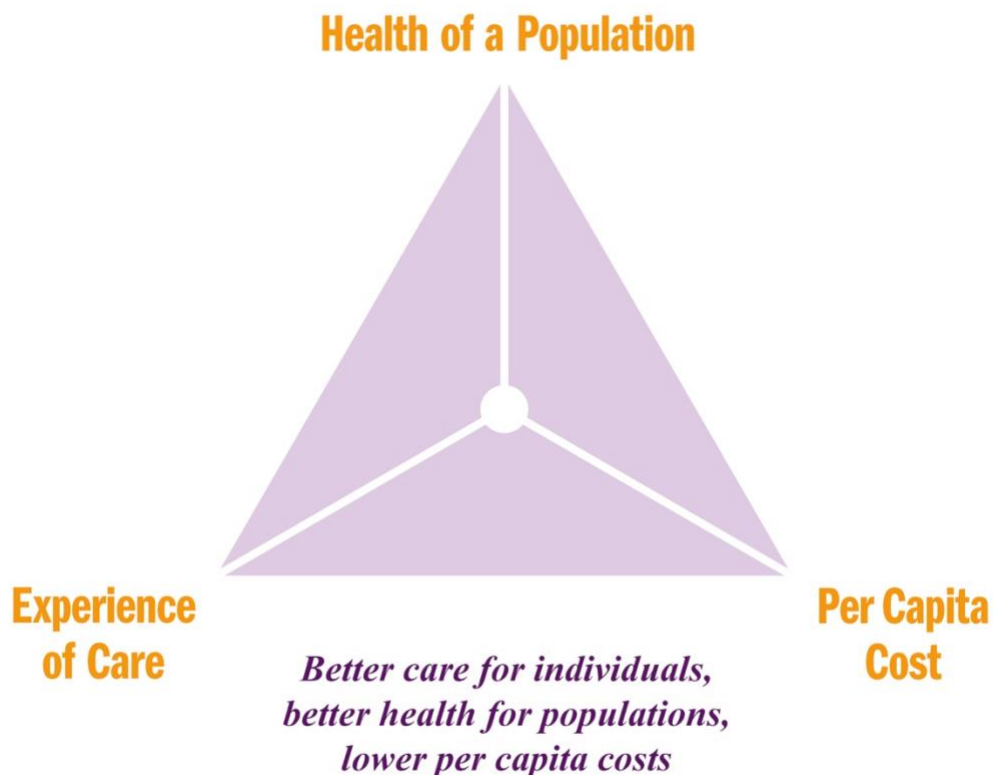 Health of a Population
Experience
of Care
Per Capita
Cost
Better care for individuals,
better health for populations,
lower per capita costs